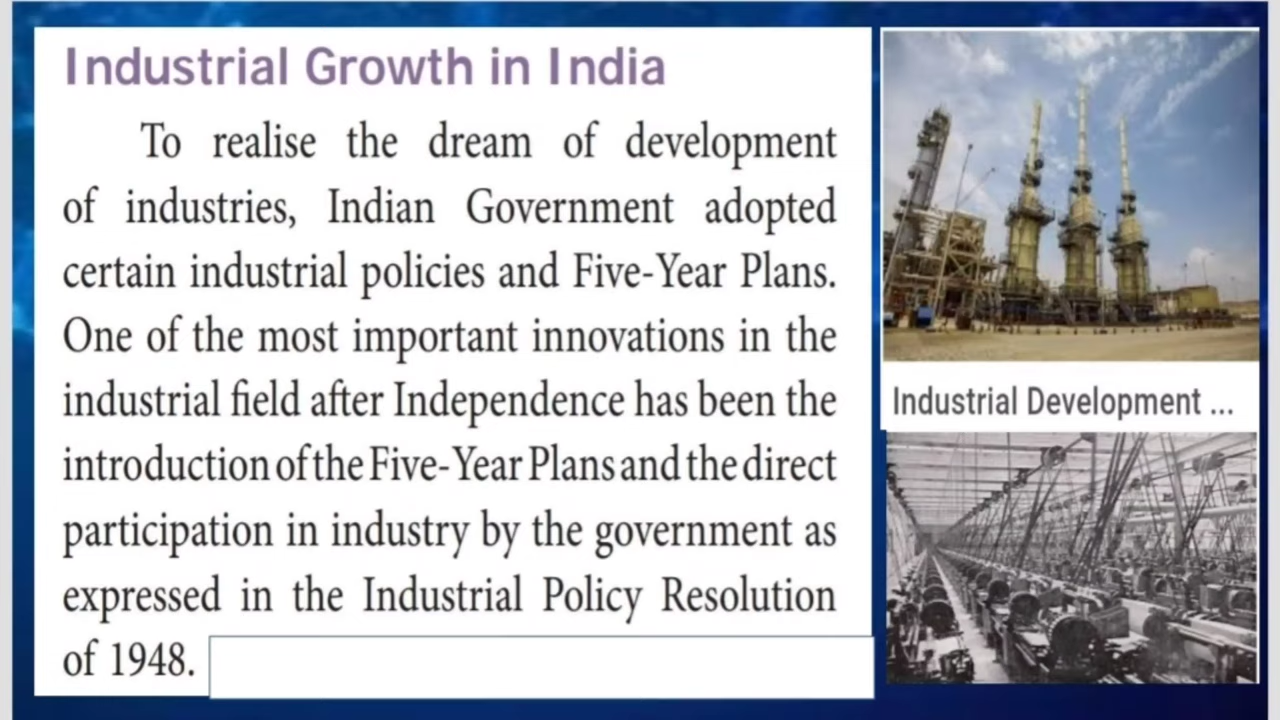 Industrial Growth in India
To realise the dream of development
of industries, Indian Government adopted
certain industrial policies and Five-Year Plans.
One of the most important innovations in the
industrial field after Independence has been the
introduction of the Five-Year Plans and the direct
participation in industry by the government as
expressed in the Industrial Policy Resolution
of 1948.
Industrial Development ...